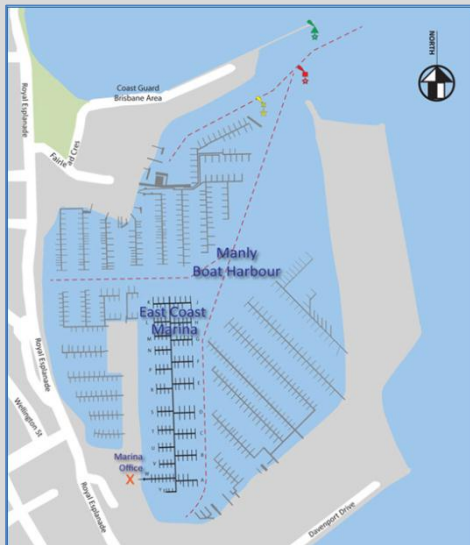 NORTH
Coast Guard
Brisbane Area
Royal Esplanade
Manly
Boat Harbour
East Coast
Marina
Royal Esplanade
Wellington St
Marina
Office
X
Royal Esplanade
Davenport Drive